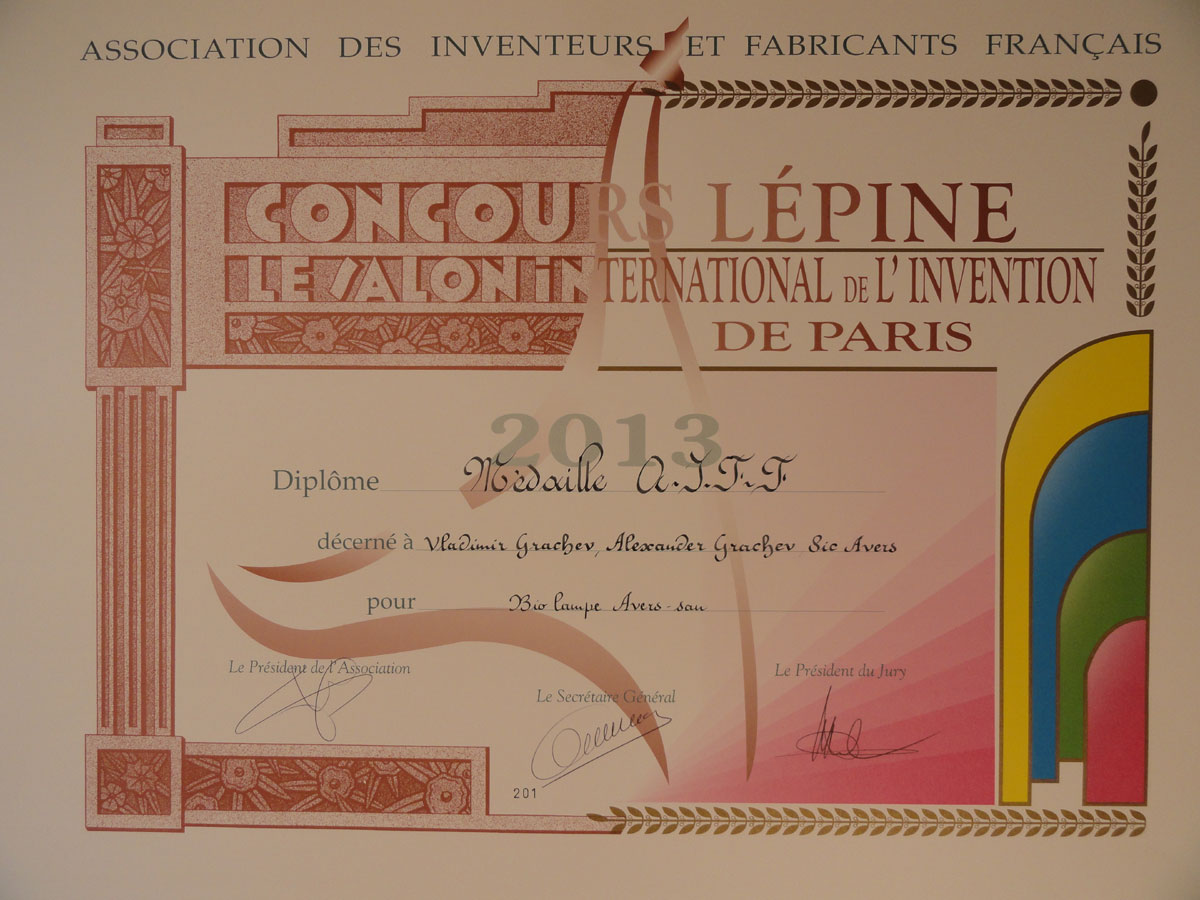 ASSOCIATION DES INVENTEURS ET FABRICANTS FRANÇAIS
CONCOURS LÉPINE
LE SALON INTERNATIONAL DE L'INVENTION
DE PARIS
2013
Diplôme Médaille A.I.F.F
décerné à Vladimir Grachev, Alexander Grachev Sic Avers
pour Bio lampe Avers-san
Le Président de l'Association
Le Président du Jury
Le Secrétaire Général
201